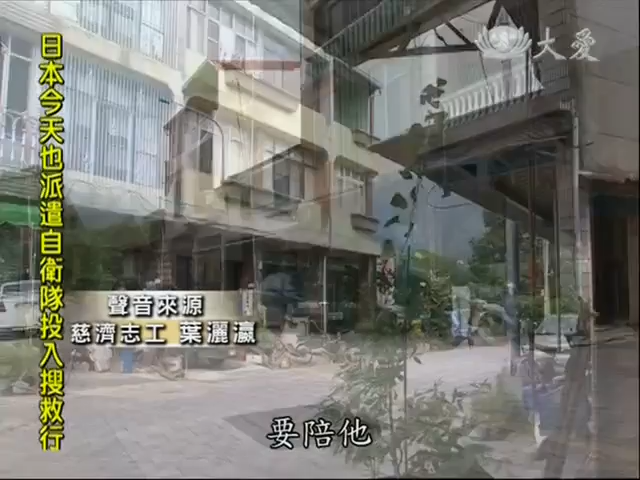 大愛
日本今天也派遣自衛隊投入搜救行
聲音來源
慈濟志工 葉灑瀛
要陪他